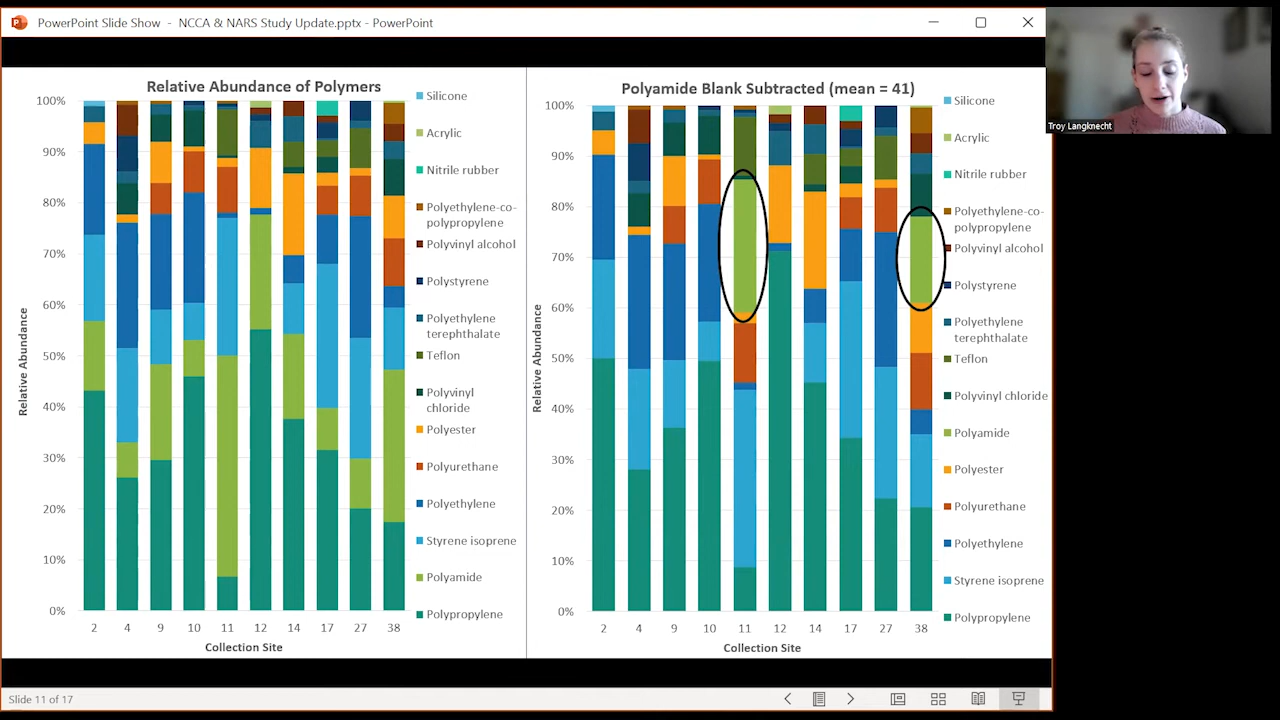 PowerPoint Slide Show - NCCA & NARS Study Update.pptx - PowerPoint
Relative Abundance of Polymers
Relative Abundance
100%
90%
80%
70%
60%
50%
40%
30%
20%
10%
0%
2 4 9 10 11 12 14 17 27 38
Collection Site
Silicone
Acrylic
Nitrile rubber
Polyethylene-co-
polypropylene
Polyvinyl alcohol
Polystyrene
Polyethylene
terephthalate
Teflon
Polyvinyl
chloride
Polyester
Polyurethane
Polyethylene
Styrene isoprene
Polyamide
Polypropylene
Polyamide Blank Subtracted (mean = 41)
Relative Abundance
100%
90%
80%
70%
60%
50%
40%
30%
20%
10%
0%
2 4 9 10 11 12 14 17 27 38
Collection Site
Silicone
Acrylic
Nitrile rubber
Polyethylene-co-
polypropylene
Polyvinyl alcohol
Polystyrene
Polyethylene
terephthalate
Teflon
Polyvinyl chloride
Polyamide
Polyester
Polyurethane
Polyethylene
Styrene isoprene
Polypropylene
Troy Langknecht
Slide 11 of 17